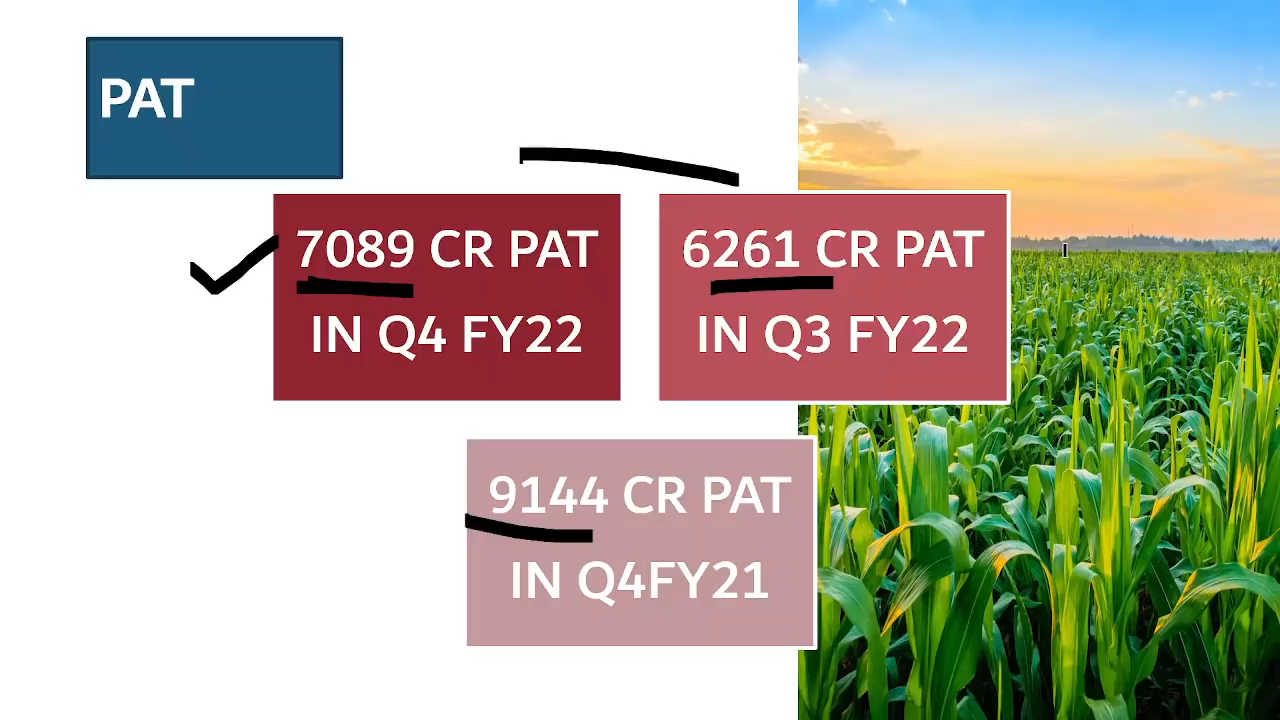 PAT
7089 CR PAT
IN Q4 FY22
6261 CR PAT
IN Q3 FY22
9144 CR PAT
IN Q4FY21